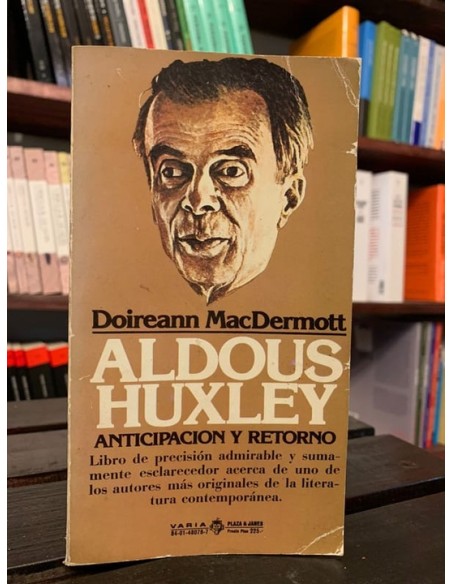 Doireann MacDermott
ALDOUS
HUXLEY
ANTICIPACION Y RETORNO
Libro de precisión admirable y suma-
mente esclarecedor acerca de uno de
los autores más originales de la litera-
tura contemporánea.
VARIA PLAZA & JANES